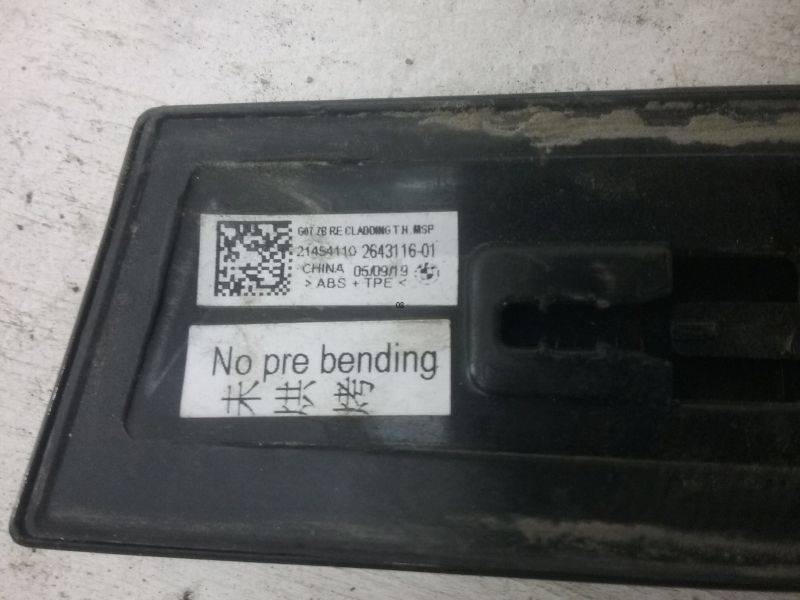 G07 ZB RE CLADDING T.H. MSP
21454110 2643116-01
CHINA 05/09/19
> ABS + TPE <
08
No pre bending
未烘烤